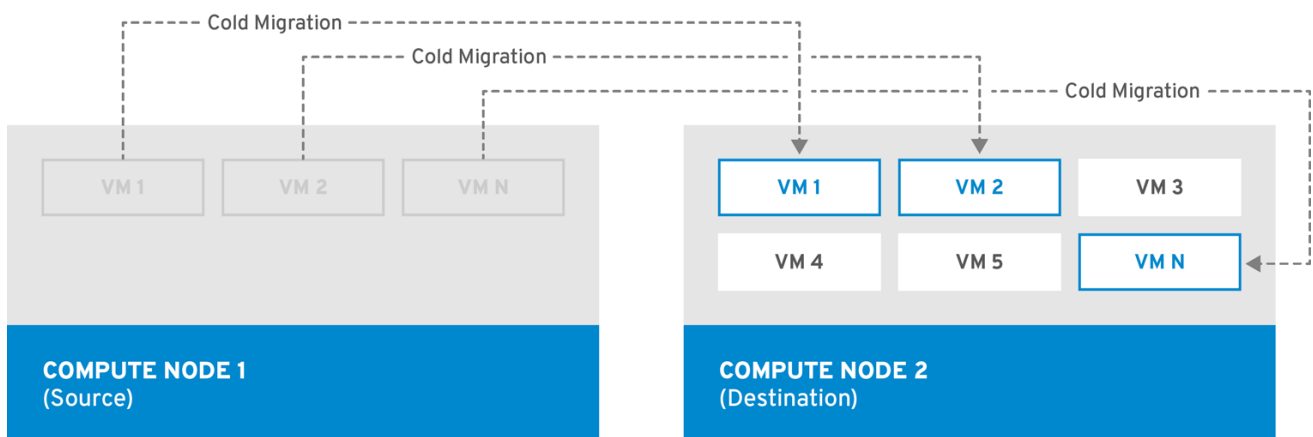 Cold Migration
Cold Migration
Cold Migration
VM 1
VM 2
VM N
VM 1
VM 2
VM 3
VM 4
VM 5
VM N
COMPUTE NODE 1
(Source)
COMPUTE NODE 2
(Destination)